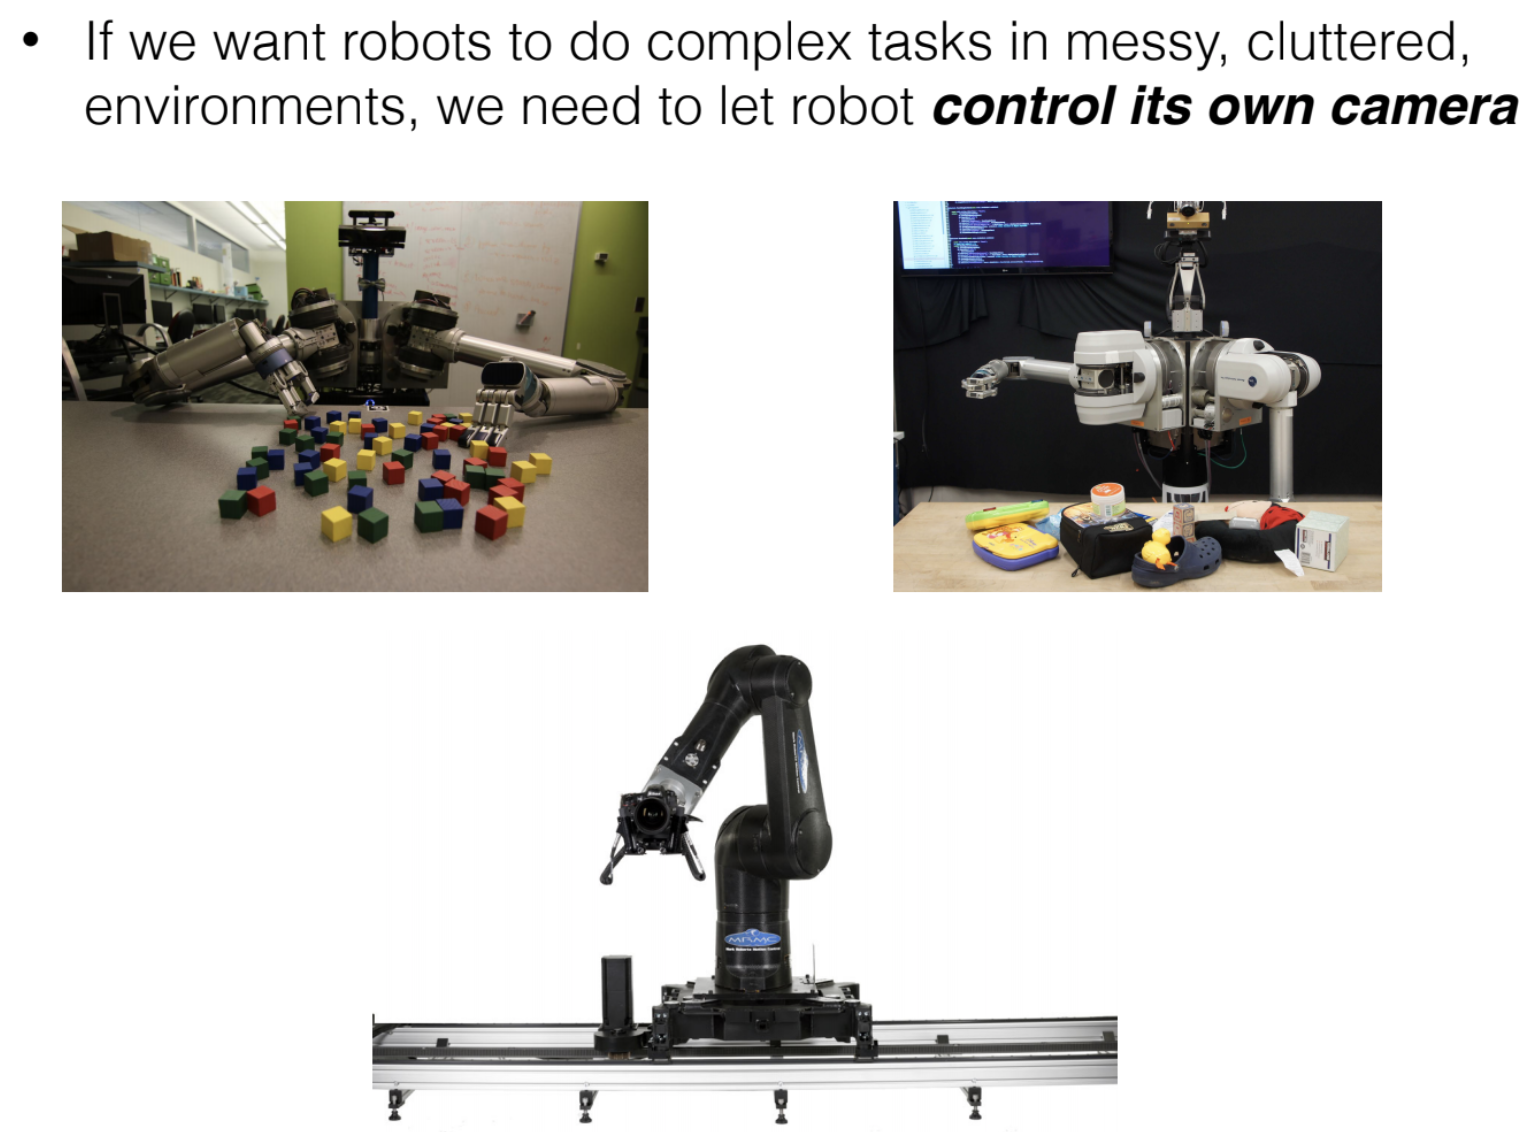 • If we want robots to do complex tasks in messy, cluttered,
environments, we need to let robot control its own camera
MRMC